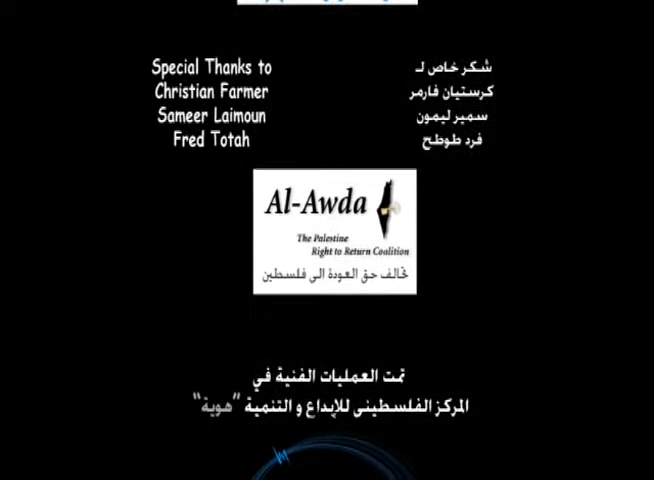 Special Thanks to
Christian Farmer
Sameer Laimoun
Fred Totah
شكر خاص لـ
كرستيان فارمر
سمير ليمون
فرد طوطح
Al-Awda
The Palestine
Right to Return Coalition
تحالف حق العودة الى فلسطين
تمت العمليات الفنية في
المركز الفلسطيني للإبداع و التنمية "هوية"